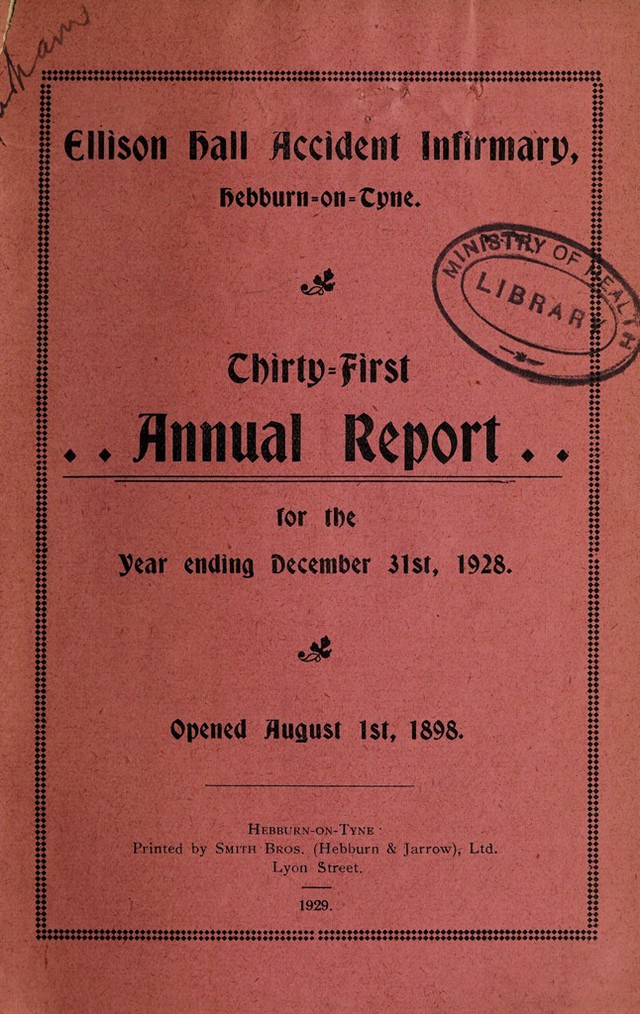 Ellison Hall Accident Infirmary,
Hebburn=on=Tyne.
MINISTRY OF HEALTH
LIBRARY
Thirty=First
. . Annual Report . .
for the
Year ending December 31st, 1928.
Opened August 1st, 1898.
HEBBURN-ON-TYNE:
Printed by SMITH BROS. (Hebburn & Jarrow), Ltd.
Lyon Street.
1929.